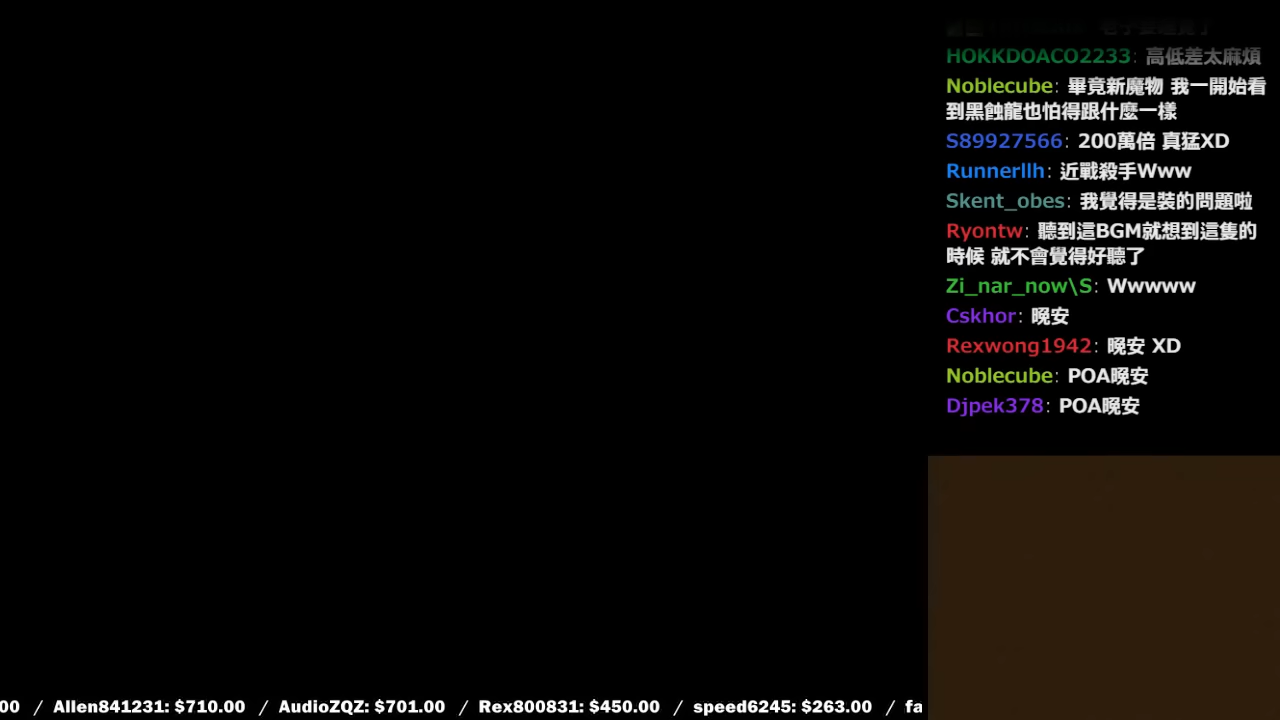 HOKKDOACO2233: 高低差太麻煩
Noblecube: 畢竟新魔物 我一開始看
到黑蝕龍也怕得跟什麼一樣
S89927566: 200萬倍 真猛XD
Runnerllh: 近戰殺手Www
Skent_obes: 我覺得是裝的問題啦
Ryontw: 聽到這BGM就想到這隻的
時候 就不會覺得好聽了
Zi_nar_now\S: Wwwww
Cskhor: 晚安
Rexwong1942: 晚安 XD
Noblecube: POA晚安
Djpek378: POA晚安
00 / Allen841231: $710.00 / AudioZQZ: $701.00 / Rex800831: $450.00 / speed6245: $263.00 / fa